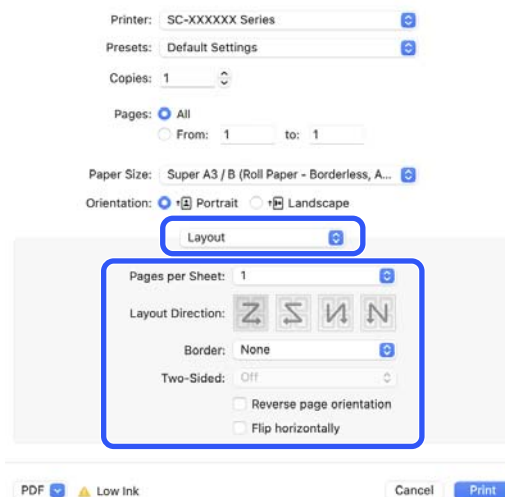 Printer: SC-XXXXXX Series
Presets: Default Settings
Copies: 1
Pages: All
From: 1 to: 1
Paper Size: Super A3 / B (Roll Paper - Borderless, A...
Orientation: Portrait Landscape
Layout
Pages per Sheet: 1
Layout Direction:
Border: None
Two-Sided: Off
Reverse page orientation
Flip horizontally
PDF Low Ink Cancel Print